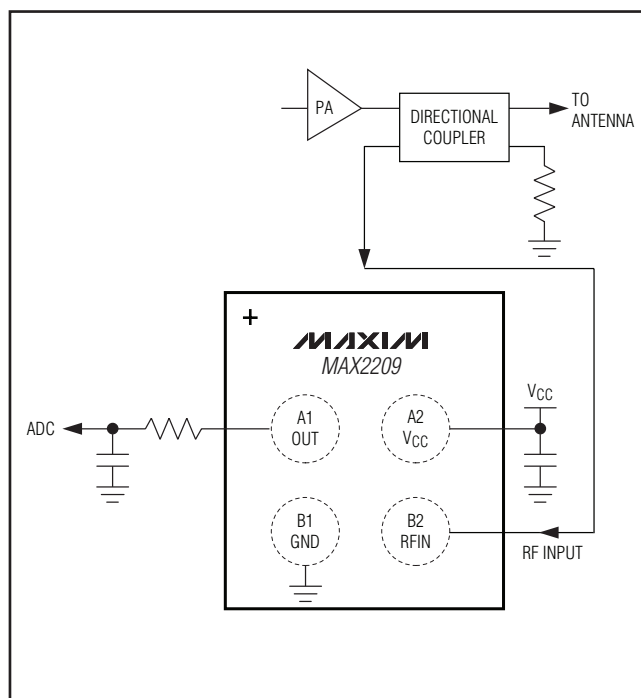 PA
DIRECTIONAL
COUPLER
TO
ANTENNA
+
MAXIM
MAX2209
VCC
ADC
A1
OUT
A2
VCC
B1
GND
B2
RFIN
RF INPUT